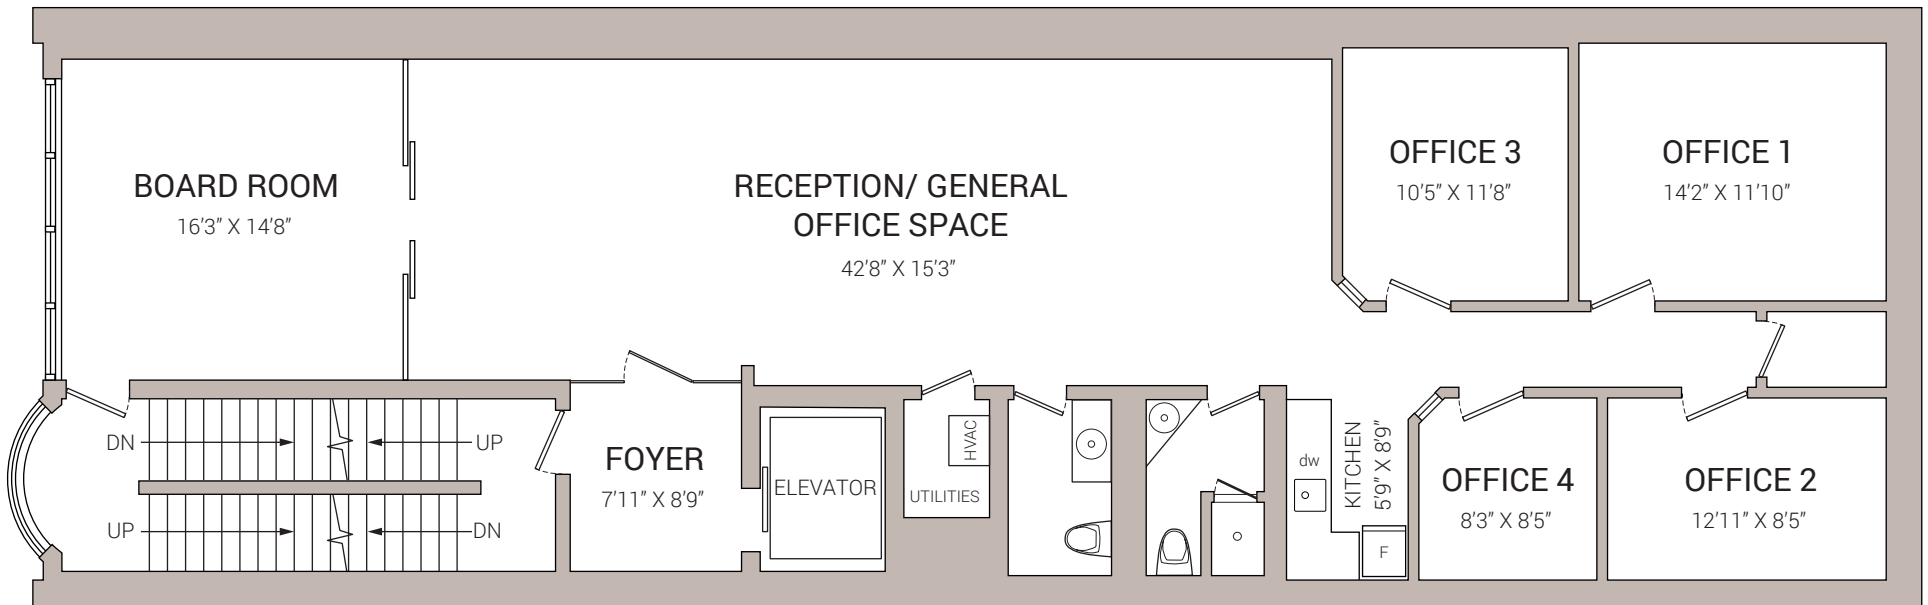 BOARD ROOM
16'3" X 14'8"
RECEPTION/ GENERAL
OFFICE SPACE
42'8" X 15'3"
OFFICE 3
10'5" X 11'8"
OFFICE 1
14'2" X 11'10"
DN
UP
UP
DN
FOYER
7'11" X 8'9"
ELEVATOR
HVAC
UTILITIES
dw
KITCHEN
5'9" X 8'9"
F
OFFICE 4
8'3" X 8'5"
OFFICE 2
12'11" X 8'5"